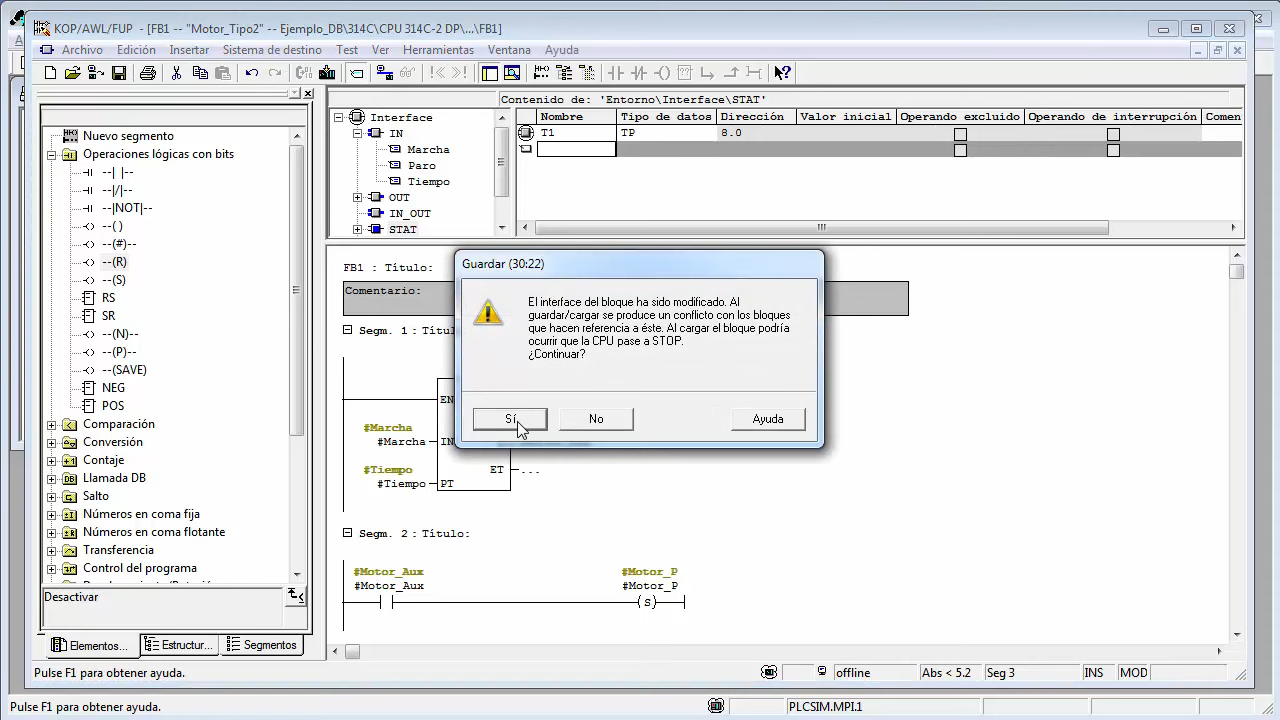 KOP/AWL/FUP - [FB1 -- "Motor_Tipo2" -- Ejemplo_DB\314C\CPU 314C-2 DP\...\FB1]
Archivo Edición Insertar Sistema de destino Test Ver Herramientas Ventana Ayuda
Contenido de: 'Entorno\Interface\STAT'
Interface
IN
Marcha
Paro
Tiempo
OUT
IN_OUT
STAT
Nombre Tipo de datos Dirección Valor inicial Operando excluido Operando de interrupción Comen
T1 TP 8.0
Nuevo segmento
Operaciones lógicas con bits
--| |--
--|/|--
--|NOT|--
--( )
--(#)--
--(R)
--(S)
RS
SR
--(N)--
--(P)--
--(SAVE)
NEG
POS
Comparación
Conversión
Contaje
Llamada DB
Salto
Números en coma fija
Números en coma flotante
Transferencia
Control del programa
Desactivar
Elementos... Estructur... Segmentos
FB1 : Título:
Comentario:
Segm. 1 : Títu
EN
#Marcha
#Marcha IN
#Tiempo ET ...
#Tiempo PT
Segm. 2 : Título:
#Motor_Aux #Motor_P
#Motor_Aux #Motor_P
(S)
Guardar (30:22)
El interface del bloque ha sido modificado. Al
guardar/cargar se produce un conflicto con los bloques
que hacen referencia a éste. Al cargar el bloque podría
ocurrir que la CPU pase a STOP.
¿Continuar?
Sí No Ayuda
Pulse F1 para obtener ayuda. offline Abs < 5.2 Seg 3 INS MOD
Pulse F1 para obtener ayuda. PLCSIM.MPI.1